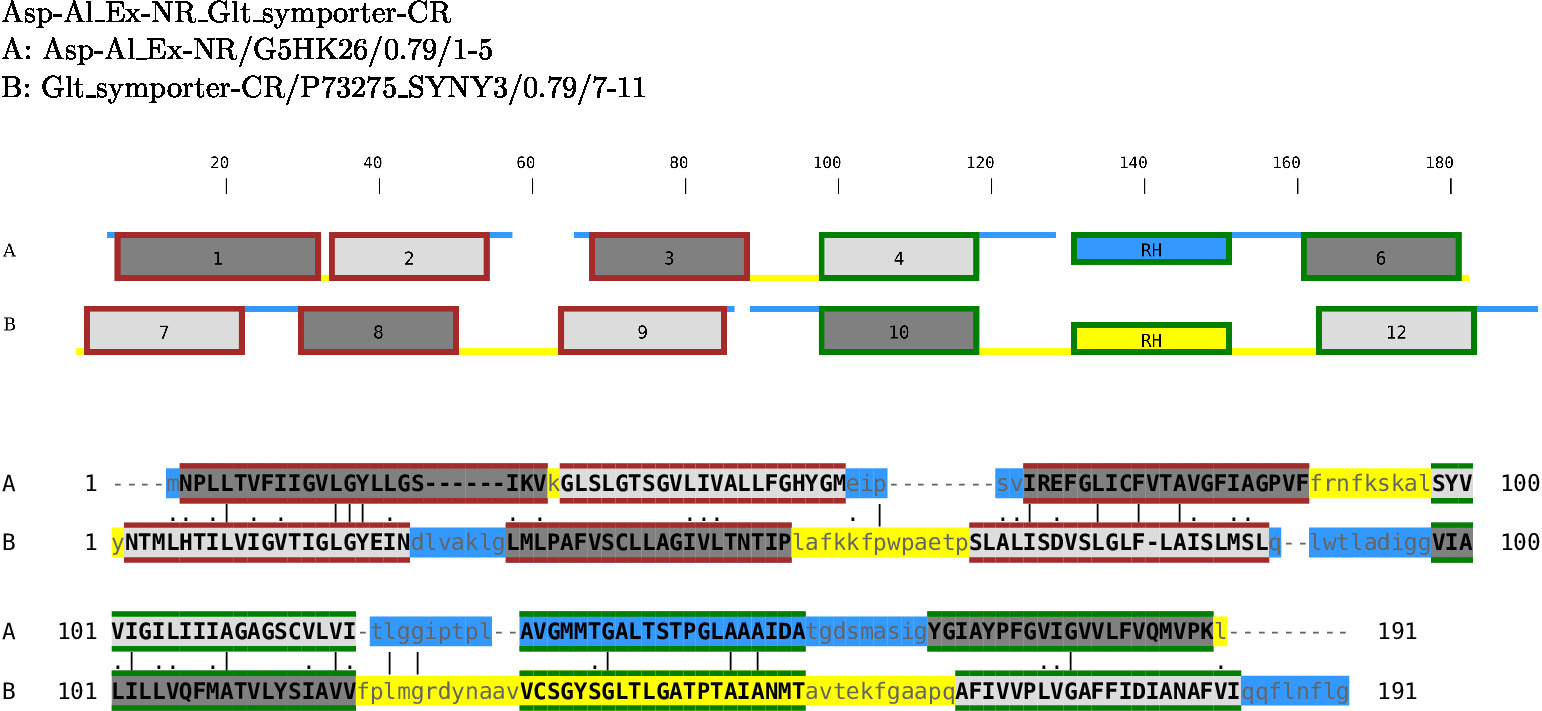 Asp-Al_Ex-NR_Glt_symporter-CR
A: Asp-Al_Ex-NR/G5HK26/0.79/1-5
B: Glt_symporter-CR/P73275_SYNY3/0.79/7-11
20 40 60 80 100 120 140 160 180
A 1 2 3 4 RH 6
B 7 8 9 10 RH 12
A 1 ----mNPLLTVFIIGVLGYLLGS------IKVkGLSLGTSGVLIVALLFGHYGMeip--------svIREFGLICFVTAVGFIAGPVFfrnfkskalSYV 100
B 1 yNTMLHTILVIGVTIGLGYEINdlvaklgLMLPAFVSCLLAGIVLTNTIPlafkkfpwpaetpSLALISDVSLGLF-LAISLMSLq--lwtladiggVIA 100
A 101 VIGILIIIAGAGSCVLVI-tlggiptpl--AVGMMTGALTSTPGLAAAIDAtgdsmasigYGIAYPFGVIGVVLFVQMVPKl--------- 191
B 101 LILLVQFMATVLYSIAVVfplmgrdynaavVCSGYSGLTLGATPTAIANMTavtekfgaapqAFIVVPLVGAFFIDIANAFVIqqflnflg 191